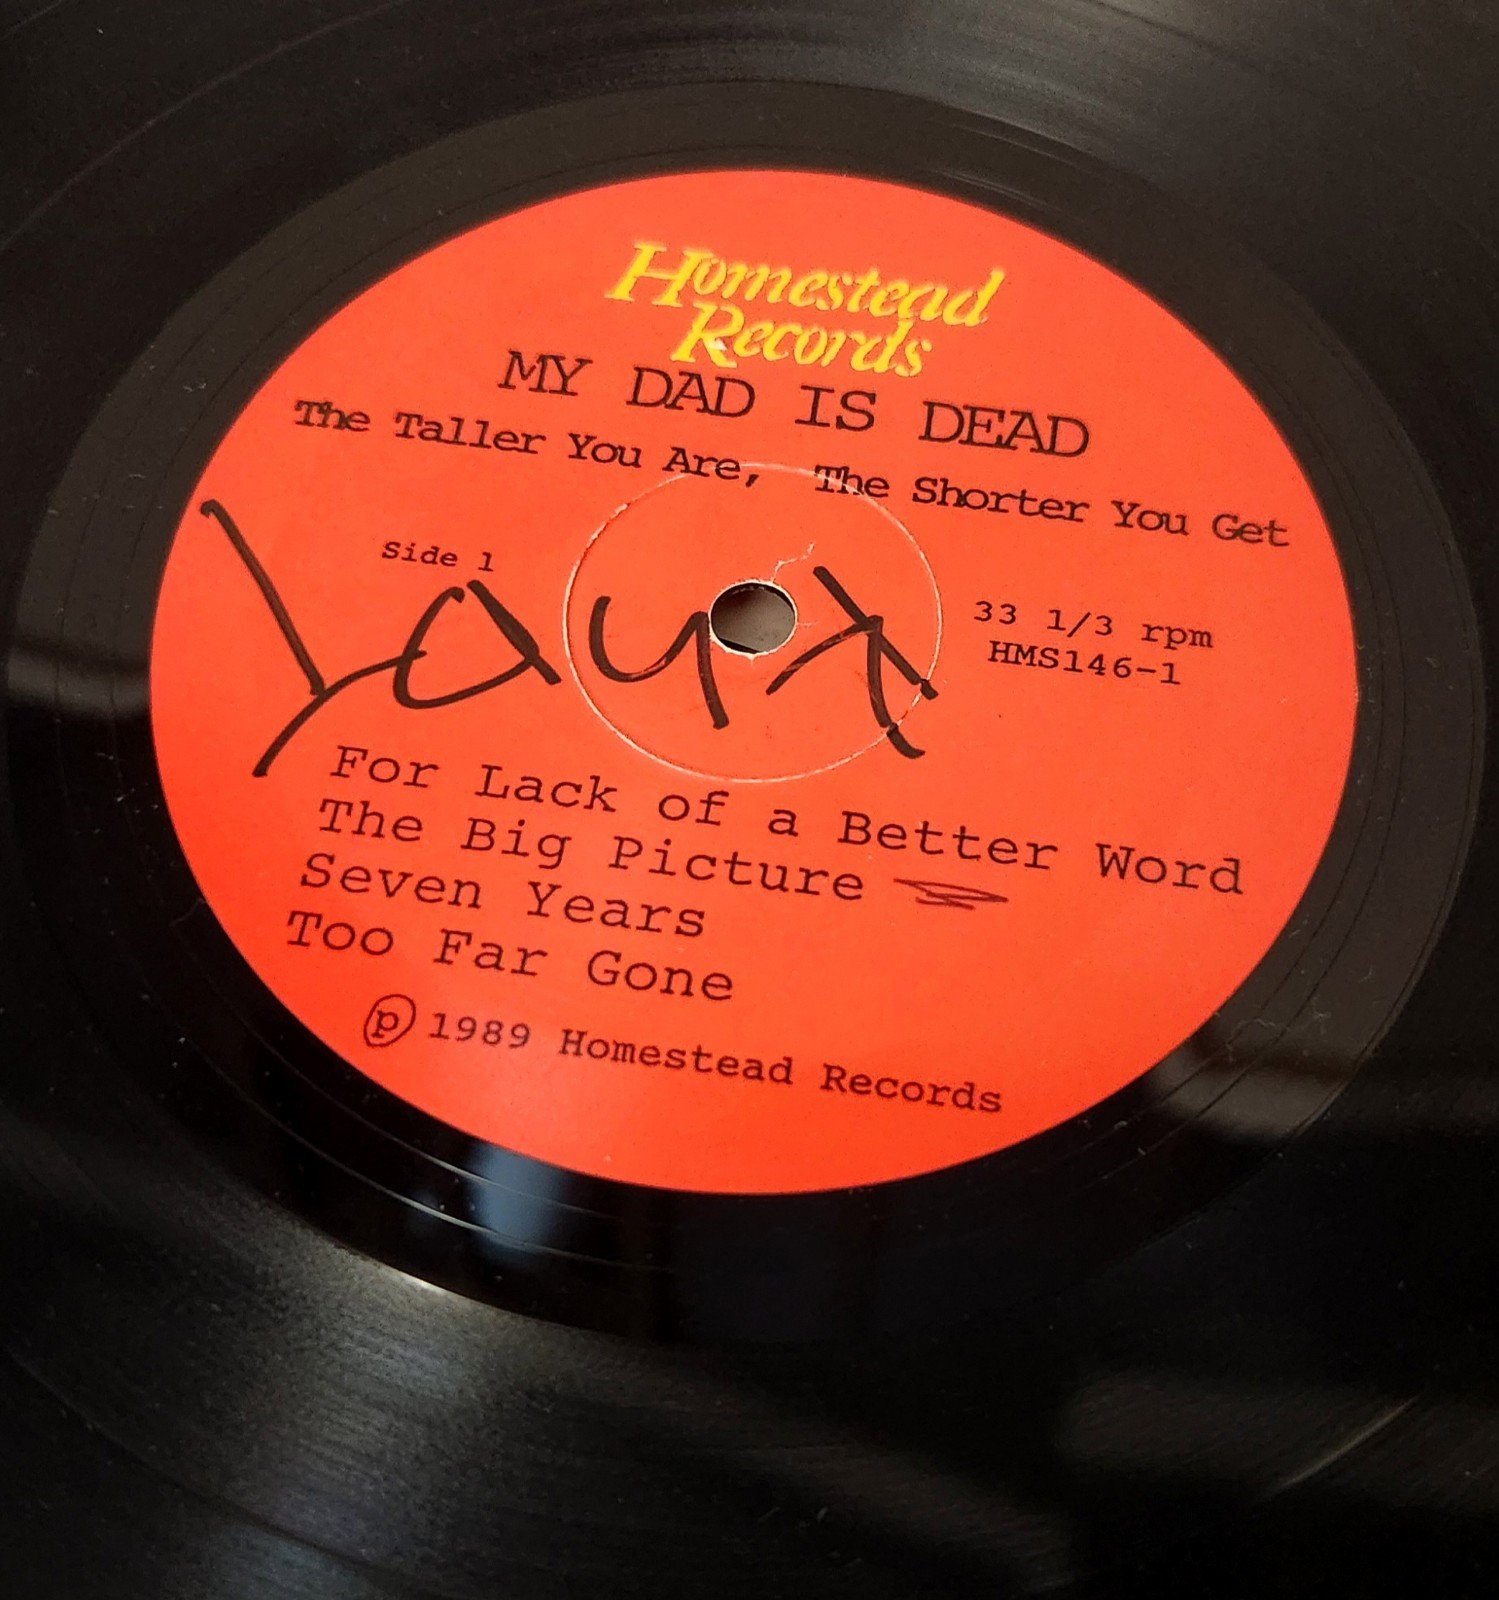 Homestead
Records
MY DAD IS DEAD
The Taller You Are, The Shorter You Get
Side 1
33 1/3 rpm
HMS146-1
For Lack of a Better Word
The Big Picture
Seven Years
Too Far Gone
℗ 1989 Homestead Records